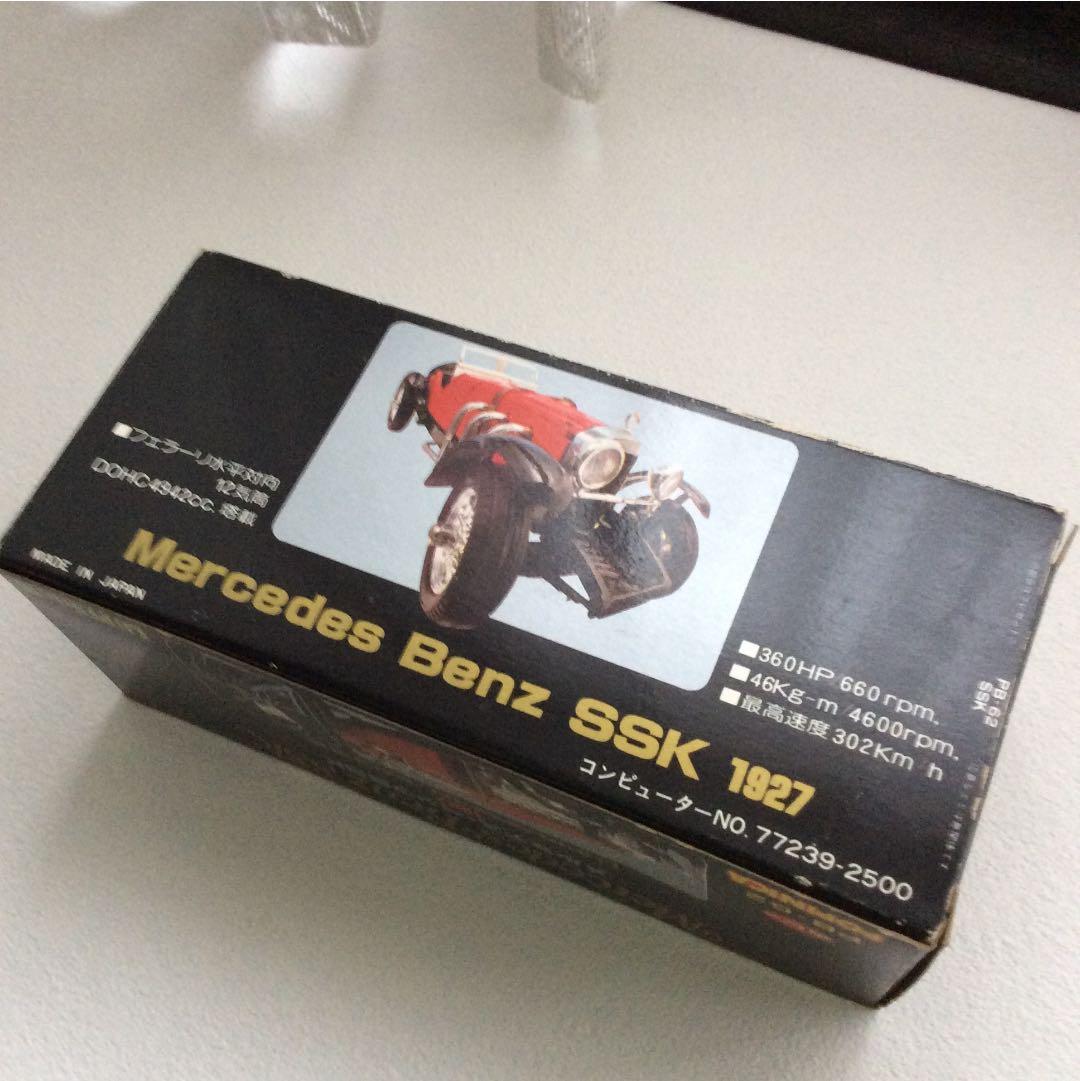 ■フェラーリ水平対向
12気筒
DOHC4942cc. 搭載
MADE IN JAPAN
Mercedes Benz SSK 1927
■360HP 660rpm.
■46Kg-m 4600rpm.
■最高速度302Km h
コンピューターNO. 77239-2500
PB-62
SSK